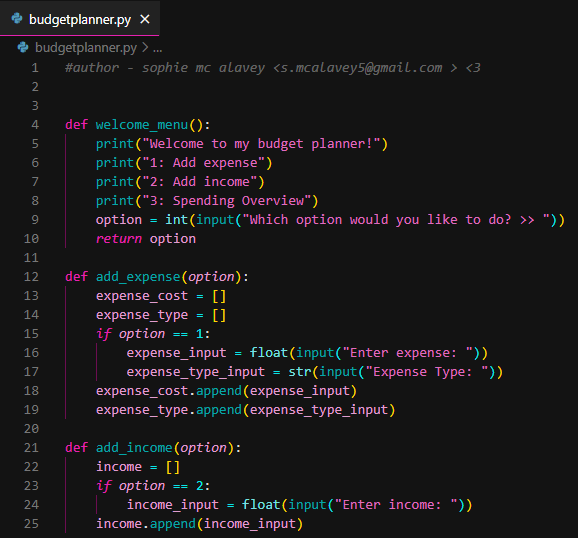 budgetplanner.py ×
budgetplanner.py > ...
1 #author - sophie mc alavey <s.mcalavey5@gmail.com > <3
2
3
4 def welcome_menu():
5     print("Welcome to my budget planner!")
6     print("1: Add expense")
7     print("2: Add income")
8     print("3: Spending Overview")
9     option = int(input("Which option would you like to do? >> "))
10     return option
11
12 def add_expense(option):
13     expense_cost = []
14     expense_type = []
15     if option == 1:
16         expense_input = float(input("Enter expense: "))
17         expense_type_input = str(input("Expense Type: "))
18     expense_cost.append(expense_input)
19     expense_type.append(expense_type_input)
20
21 def add_income(option):
22     income = []
23     if option == 2:
24         income_input = float(input("Enter income: "))
25     income.append(income_input)